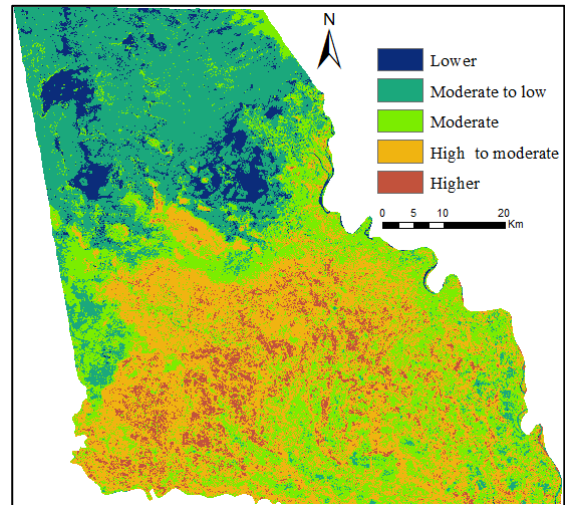 N
Lower
Moderate to low
Moderate
High to moderate
Higher
0 5 10 20
Km